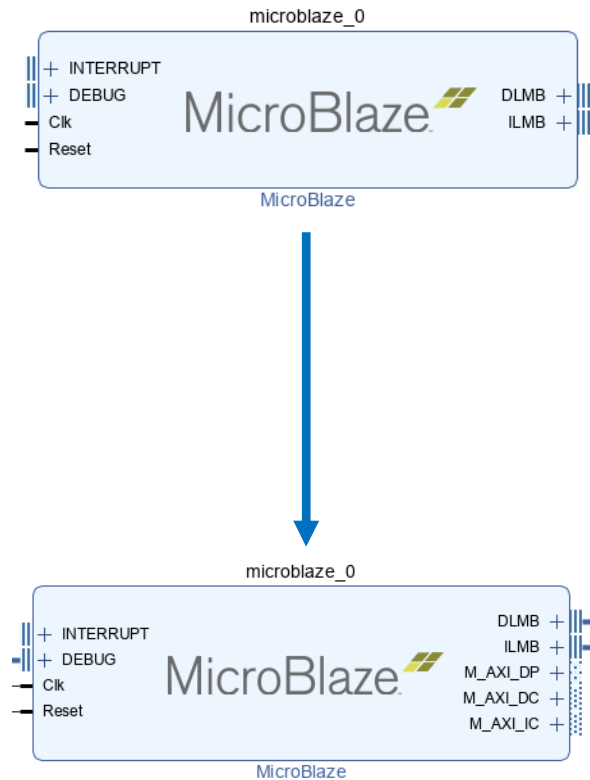 microblaze_0
INTERRUPT
DEBUG
Clk
Reset
MicroBlaze
DLMB
ILMB
MicroBlaze
microblaze_0
INTERRUPT
DEBUG
Clk
Reset
MicroBlaze
DLMB
ILMB
M_AXI_DP
M_AXI_DC
M_AXI_IC
MicroBlaze